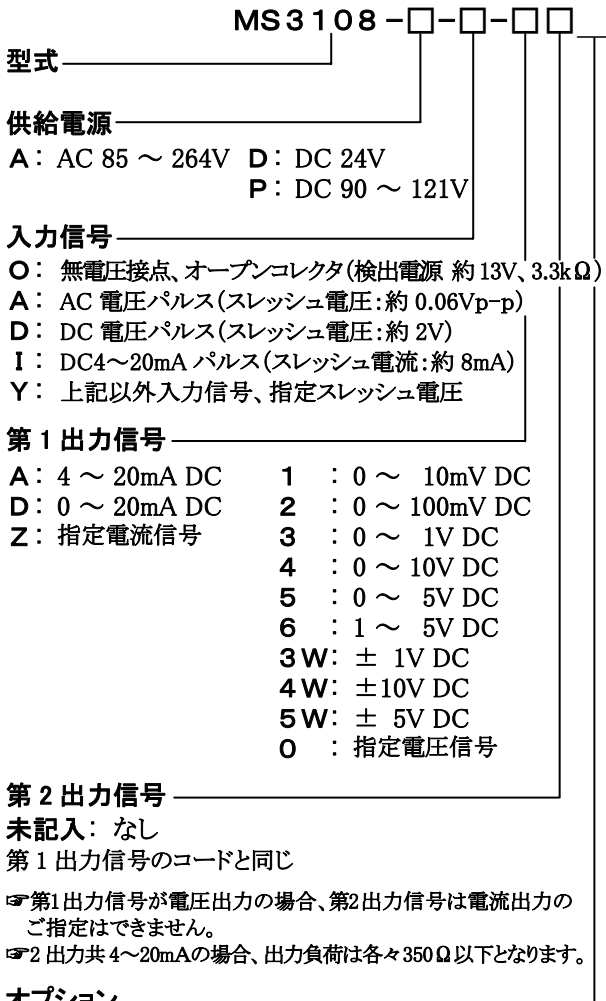 MS3108-□-□-□□
型式
供給電源
A： AC 85 ～ 264V D： DC 24V
P： DC 90 ～ 121V
入力信号
O： 無電圧接点、オープンコレクタ（検出電源 約13V、3.3kΩ）
A： AC 電圧パルス（スレッシュ電圧：約 0.06Vp-p）
D： DC 電圧パルス（スレッシュ電圧：約 2V）
I： DC4～20mA パルス（スレッシュ電流：約 8mA）
Y： 上記以外入力信号、指定スレッシュ電圧
第 1 出力信号
A： 4 ～ 20mA DC 1 ： 0 ～ 10mV DC
D： 0 ～ 20mA DC 2 ： 0 ～ 100mV DC
Z： 指定電流信号 3 ： 0 ～ 1V DC
4 ： 0 ～ 10V DC
5 ： 0 ～ 5V DC
6 ： 1 ～ 5V DC
3W： ± 1V DC
4W： ±10V DC
5W： ± 5V DC
0 ： 指定電圧信号
第 2 出力信号
未記入： なし
第 1 出力信号のコードと同じ
☞第1出力信号が電圧出力の場合、第2出力信号は電流出力の
ご指定はできません。
☞2 出力共 4～20mAの場合、出力負荷は各々350Ω以下となります。
オプション